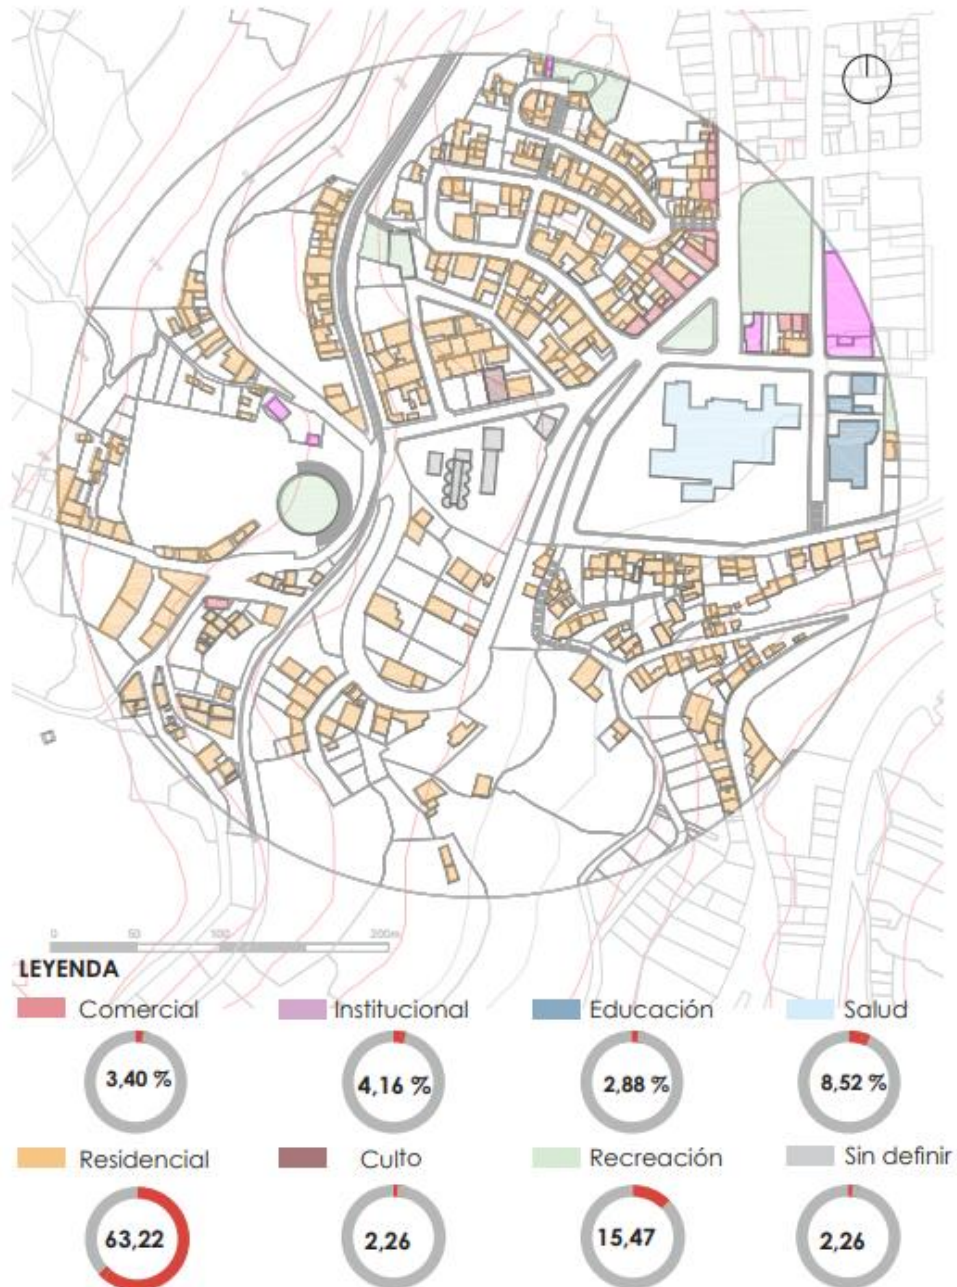 0 50 100 200m
LEYENDA
Comercial Institucional Educación Salud
3,40 % 4,16 % 2,88 % 8,52 %
Residencial Culto Recreación Sin definir
63,22 2,26 15,47 2,26